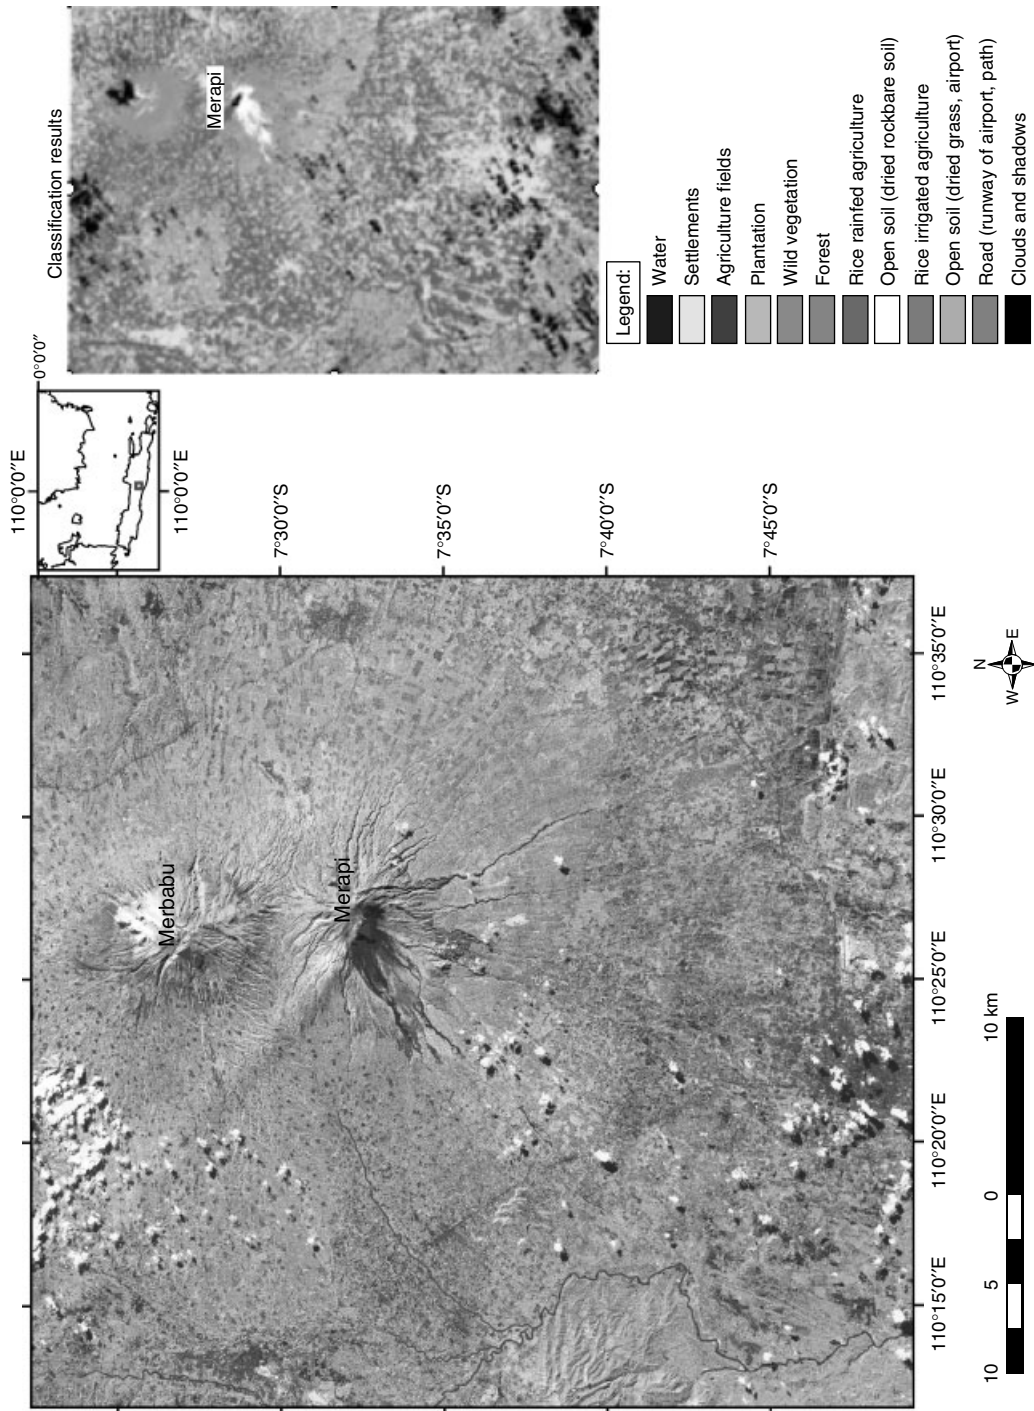 Classification results
Merapi
110°0′0″E
0°0′0″
110°0′0″E
7°30′0″S
7°35′0″S
7°40′0″S
7°45′0″S
Merbabu
Merapi
110°15′0″E
110°20′0″E
110°25′0″E
110°30′0″E
110°35′0″E
10
5
0
10 km
N
W
E
Legend:
Water
Settlements
Agriculture fields
Plantation
Wild vegetation
Forest
Rice rainfed agriculture
Open soil (dried rockbare soil)
Rice irrigated agriculture
Open soil (dried grass, airport)
Road (runway of airport, path)
Clouds and shadows